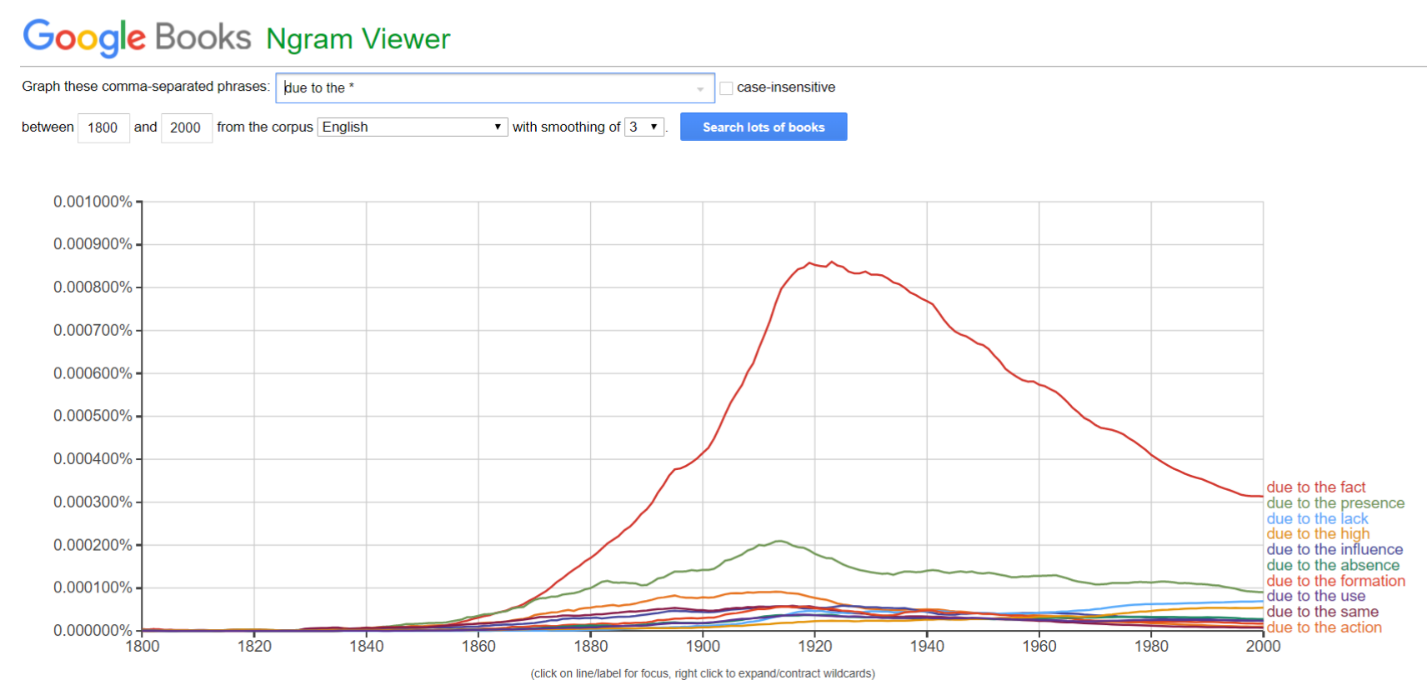 Google Books Ngram Viewer
Graph these comma-separated phrases: due to the * case-insensitive
between 1800 and 2000 from the corpus English with smoothing of 3 . Search lots of books
0.001000%
0.000900%
0.000800%
0.000700%
0.000600%
0.000500%
0.000400%
0.000300%
0.000200%
0.000100%
0.000000%
due to the fact
due to the presence
due to the lack
due to the high
due to the influence
due to the absence
due to the formation
due to the use
due to the same
due to the action
1800 1820 1840 1860 1880 1900 1920 1940 1960 1980 2000
(click on line/label for focus, right click to expand/contract wildcards)